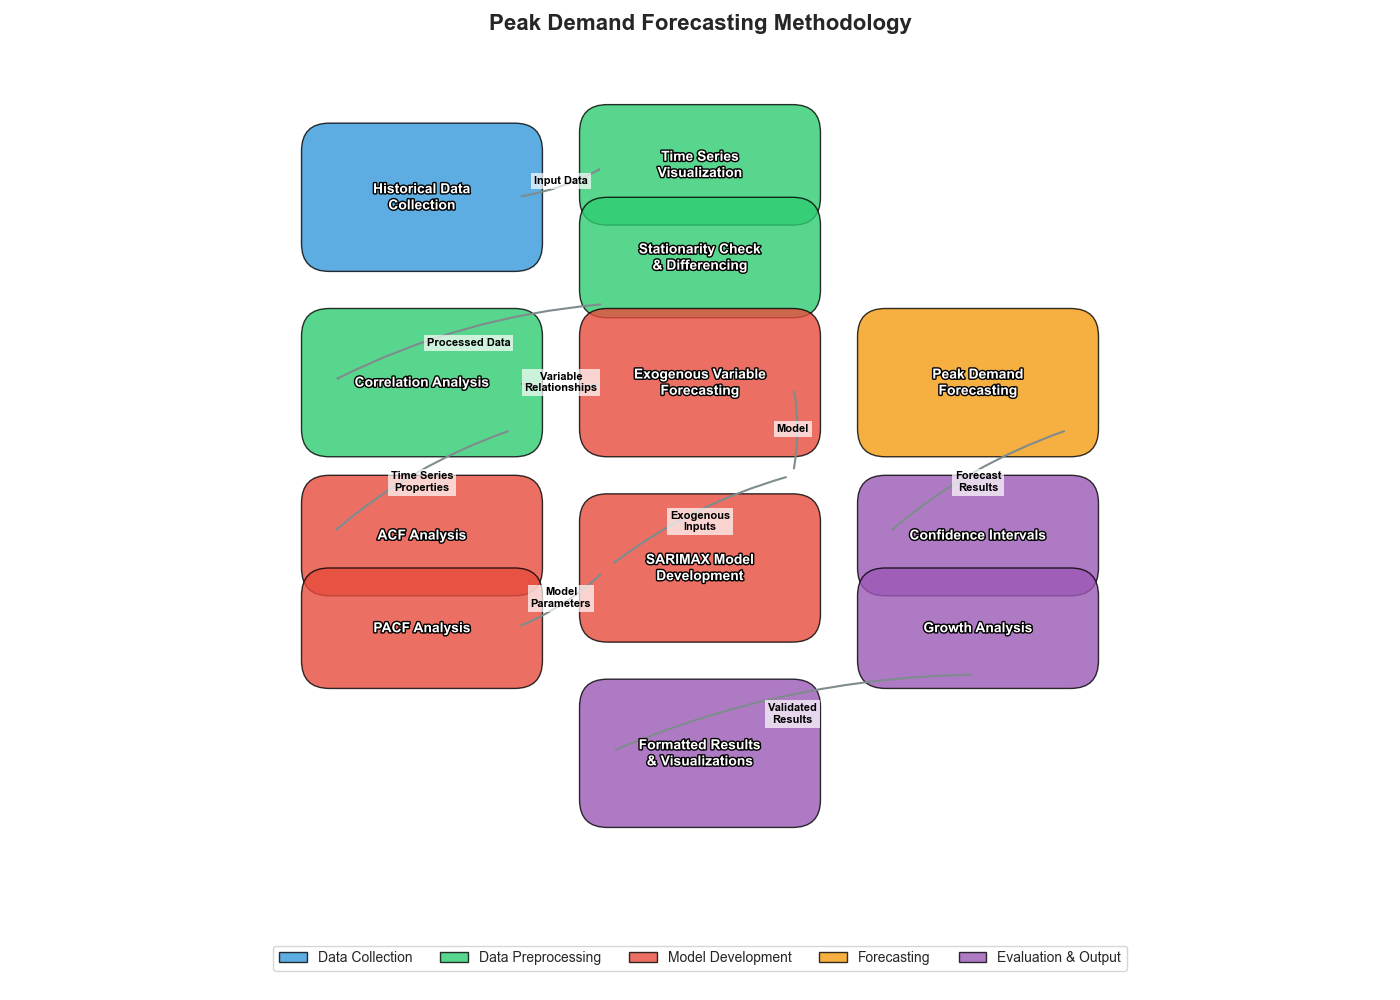 Peak Demand Forecasting Methodology
Time Series
Visualization
Historical Data
Collection
Input Data
Stationarity Check
& Differencing
Processed Data
Correlation Analysis
Variable
Relationships
Exogenous Variable
Forecasting
Peak Demand
Forecasting
Model
Time Series
Properties
Forecast
Results
ACF Analysis
Exogenous
Inputs
Confidence Intervals
SARIMAX Model
Development
Model
Parameters
PACF Analysis
Growth Analysis
Validated
Results
Formatted Results
& Visualizations
Data Collection
Data Preprocessing
Model Development
Forecasting
Evaluation & Output